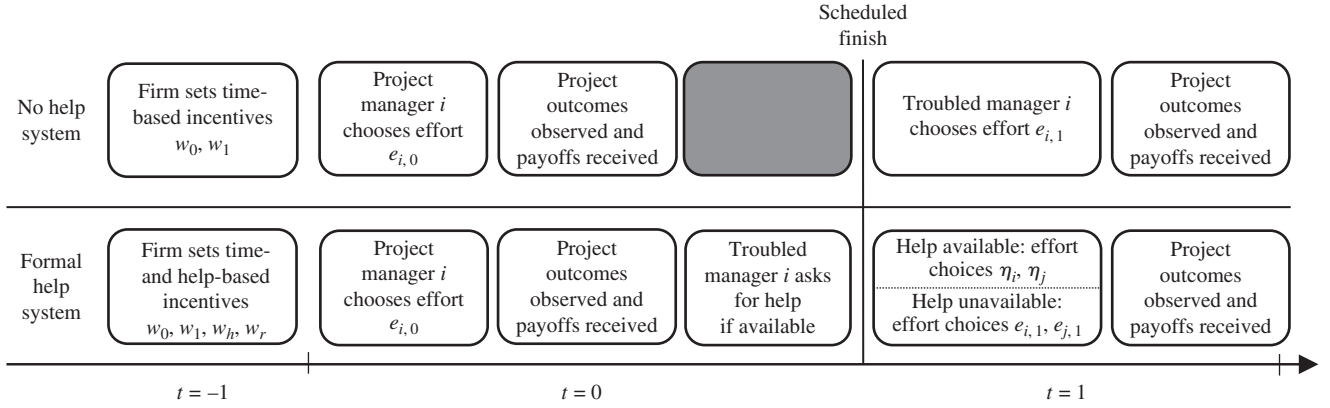 Scheduled
finish
No help
system
Firm sets time-
based incentives
w₀, w₁
Project
manager i
chooses effort
eᵢ,₀
Project
outcomes
observed and
payoffs received
Troubled manager i
chooses effort eᵢ,₁
Project
outcomes
observed and
payoffs received
Formal
help
system
Firm sets time-
and help-based
incentives
w₀, w₁, wₕ, wᵣ
Project
manager i
chooses effort
eᵢ,₀
Project
outcomes
observed and
payoffs received
Troubled
manager i asks
for help
if available
Help available: effort
choices ηᵢ, ηⱼ
Help unavailable:
effort choices eᵢ,₁, eⱼ,₁
Project
outcomes
observed and
payoffs received
t = –1
t = 0
t = 1